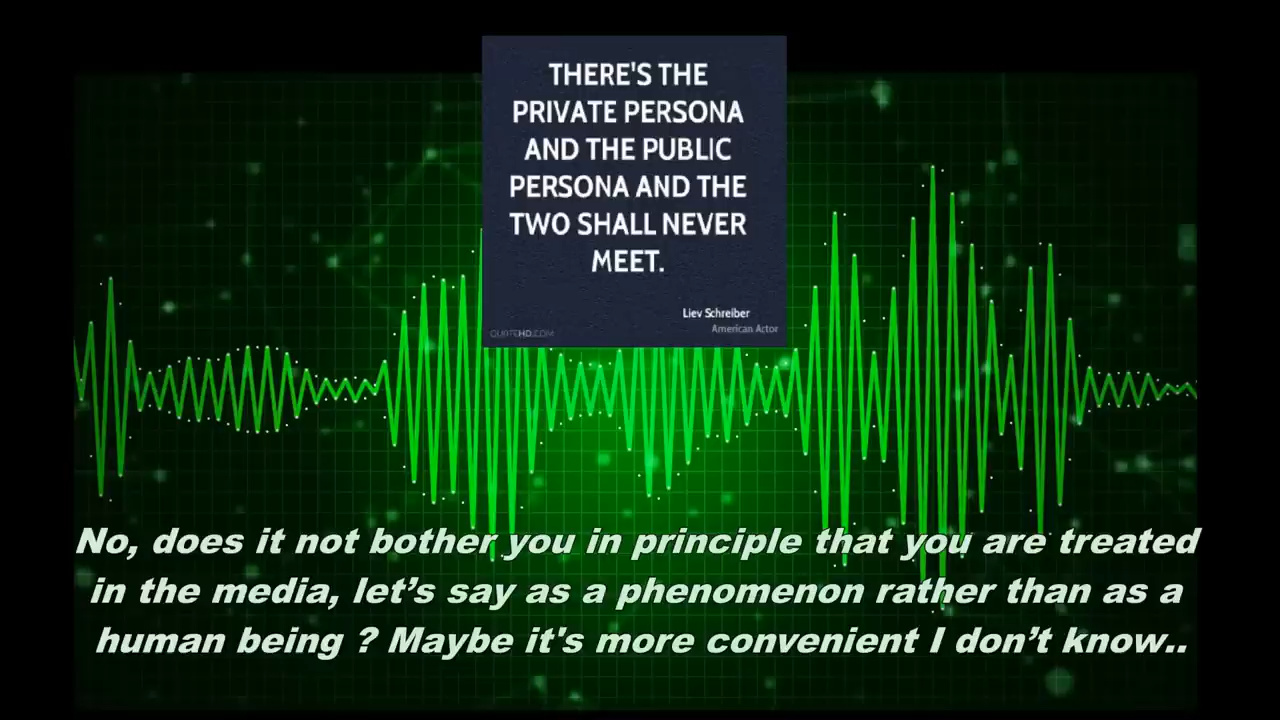 THERE'S THE
PRIVATE PERSONA
AND THE PUBLIC
PERSONA AND THE
TWO SHALL NEVER
MEET.
Liev Schreiber
American Actor
QUOTEHD.COM
No, does it not bother you in principle that you are treated
in the media, let’s say as a phenomenon rather than as a
human being ? Maybe it's more convenient I don’t know..